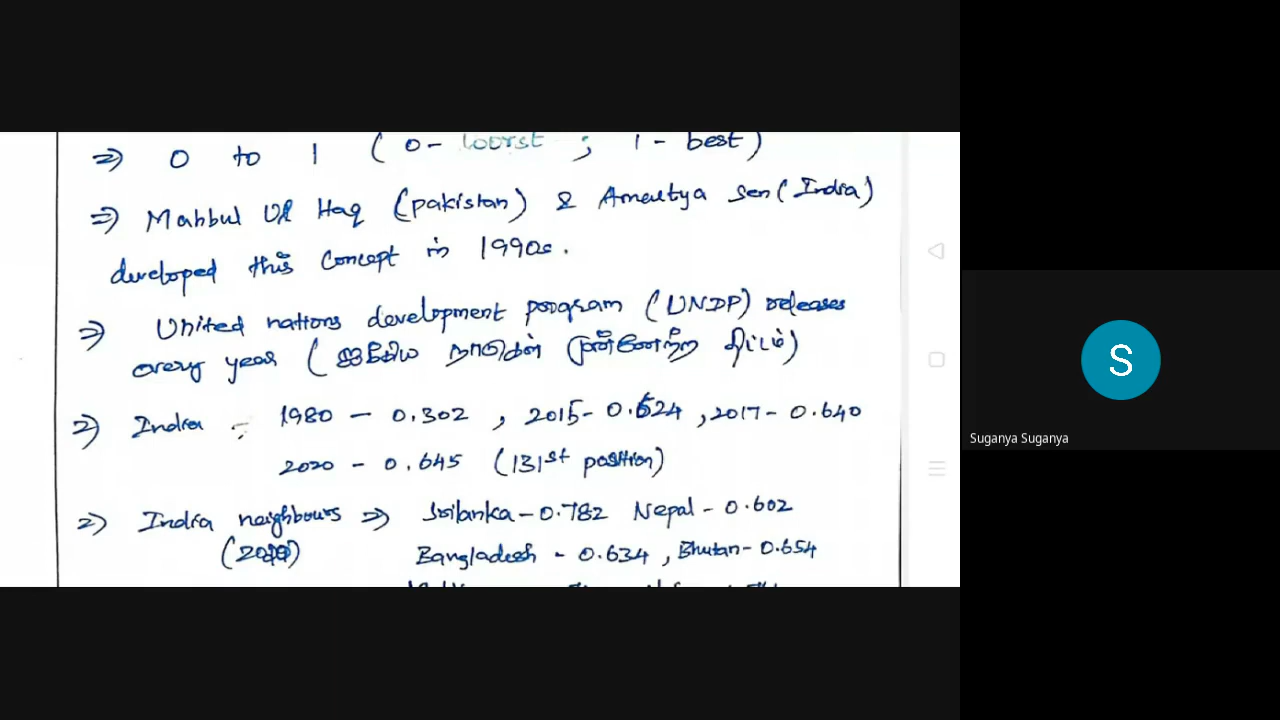 ⇒ 0 to 1 ( 0 - worst ; 1 - best )
⇒ Mahbul Ul Haq (pakistan) & Amartya Sen (India)
developed this concept in 1990s.
⇒ United nations development program (UNDP) releases
every year ( ஐக்கிய நாடுகள் முன்னேற்ற திட்டம் )
⇒ India - 1980 - 0.302 , 2015 - 0.624 , 2017 - 0.640
2020 - 0.645 (131st position)
⇒ India neighbours ⇒ Srilanka - 0.782 Nepal - 0.602
Bangladesh - 0.634 , Bhutan - 0.654
Suganya Suganya
S